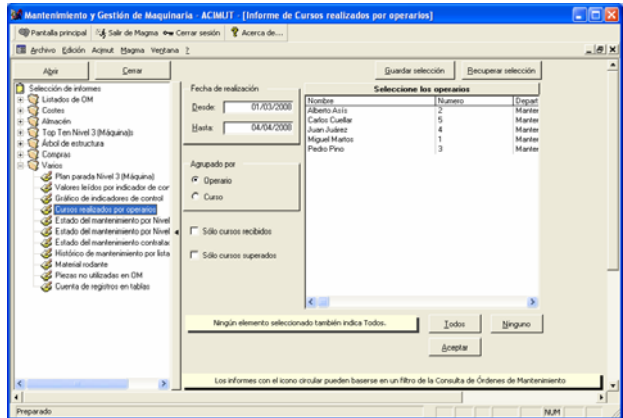 Mantenimiento y Gestión de Maquinaria - ACIMUT - [Informe de Cursos realizados por operarios]
Pantalla principal Salir de Magma Cerrar sesión Acerca de...
Archivo Edición Acimut Magma Ventana ?
Abrir Cerrar
Guardar selección Recuperar selección
Selección de informes
Listados de OM
Costes
Almacén
Top Ten Nivel 3 (Máquina)s
Árbol de estructura
Compras
Varios
Plan parada Nivel 3 (Máquina)
Valores leídos por indicador de cor
Gráfico de indicadores de control
Cursos realizados por operarios
Estado del mantenimiento por Nivel
Estado del mantenimiento por Nivel
Estado del mantenimiento contratac
Histórico de mantenimiento por lista
Material rodante
Piezas no utilizadas en OM
Cuenta de registros en tablas
Fecha de realización
Desde: 01/03/2008
Hasta: 04/04/2008
Agrupado por
Operario
Curso
Sólo cursos recibidos
Sólo cursos superados
Seleccione los operarios
Nombre Numero Depart
Alberto Asís 2 Manter
Carlos Cuellar 5 Manter
Juan Juárez 4 Manter
Miguel Martos 1 Manter
Pedro Pino 3 Manter
Ningún elemento seleccionado también indica Todos.
Todos Ninguno
Aceptar
Los informes con el icono circular pueden baserse en un filtro de la Consulta de Órdenes de Mantenimiento
Preparado NUM